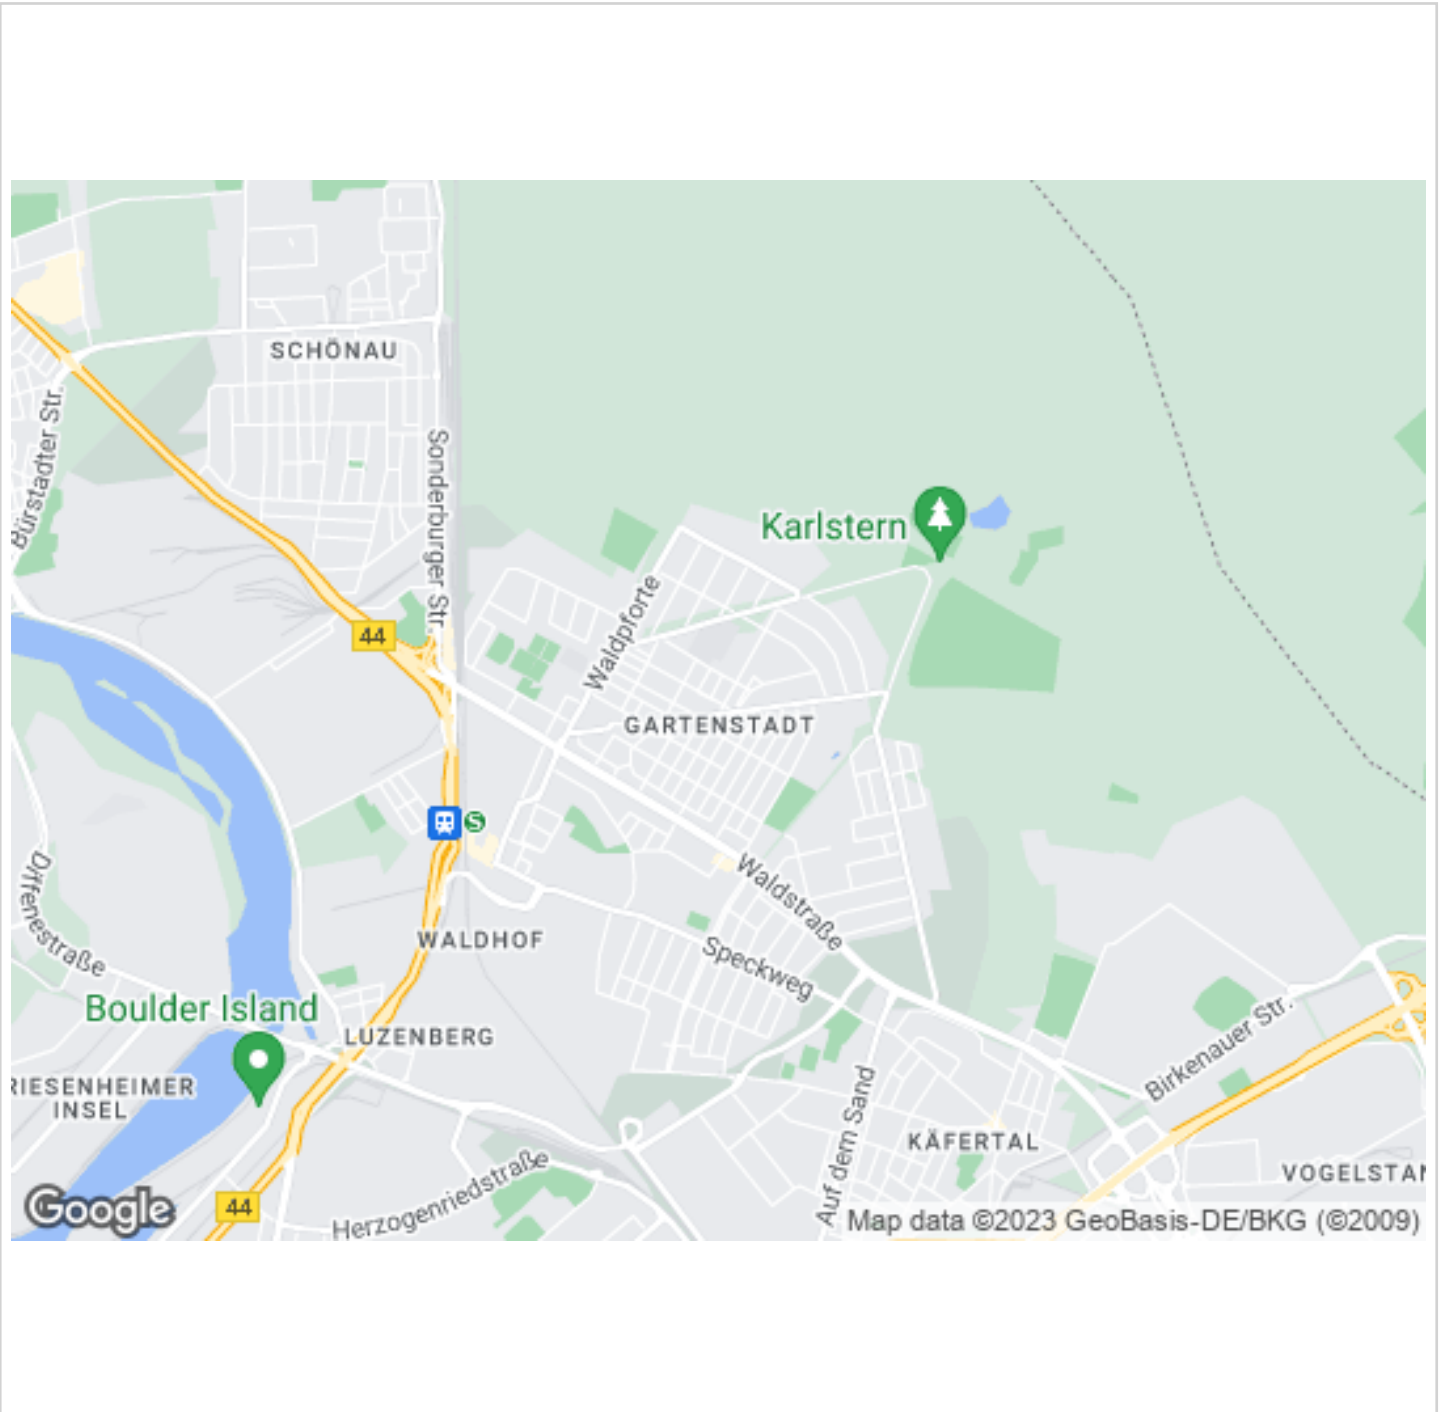 SCHÖNAU
Bürstadter Str.
Sonderburger Str.
Karlstern
Waldpforte
44
GARTENSTADT
S
Waldstraße
Diffenestraße
WALDHOF
Speckweg
Boulder Island
LUZENBERG
Birkenauer Str.
RIESENHEIMER
INSEL
Auf dem Sand
KÄFERTAL
VOGELSTAN
Herzogenriedstraße
44
Google
Map data ©2023 GeoBasis-DE/BKG (©2009)